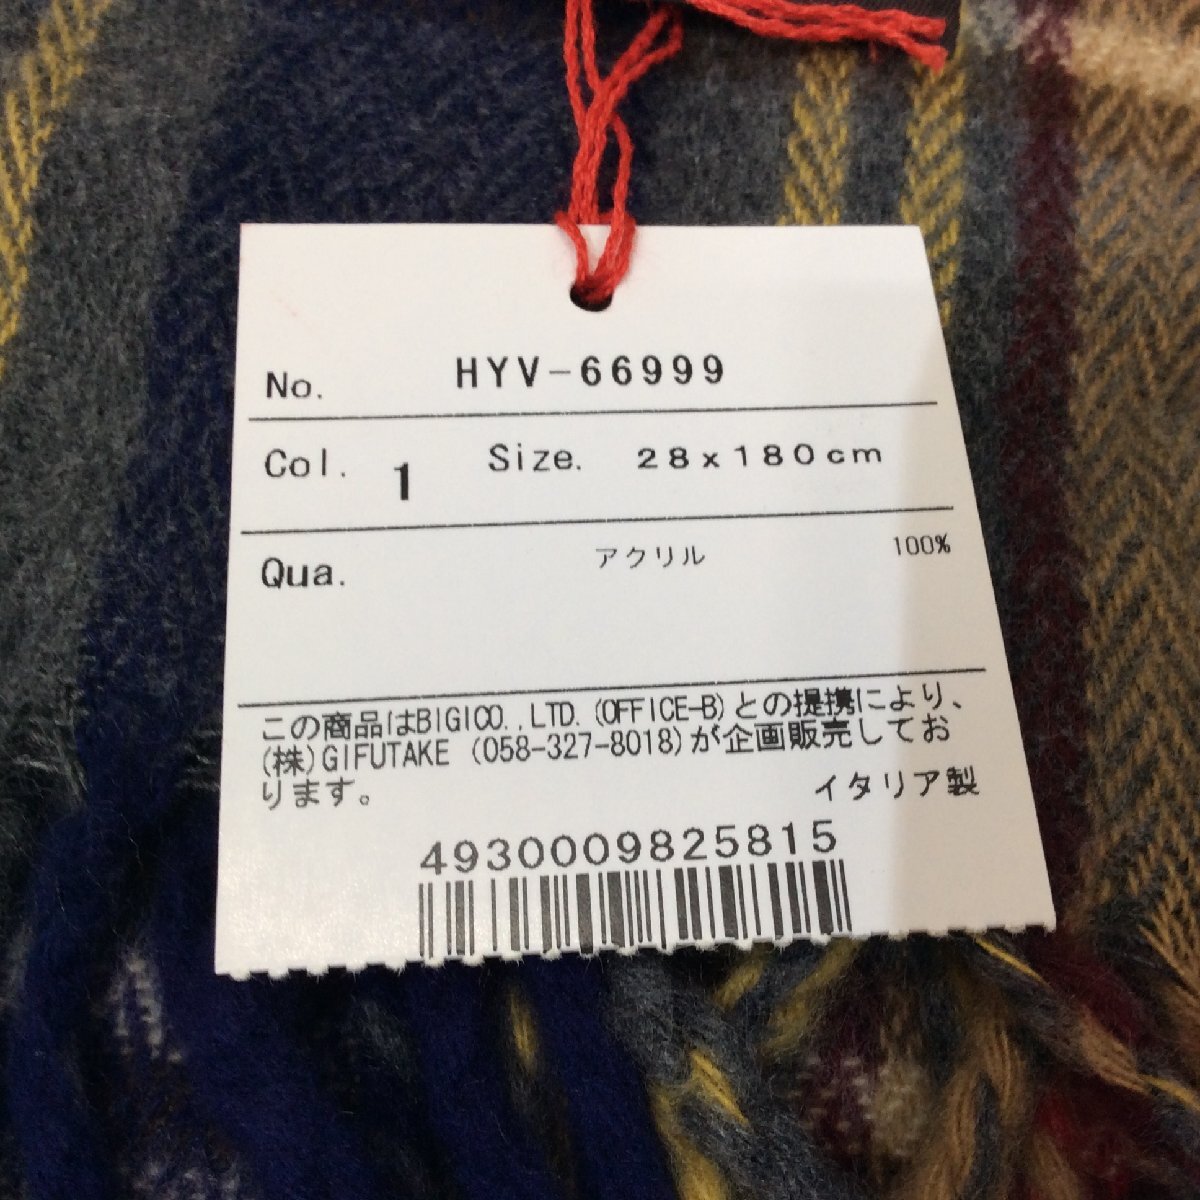 No. HYV-66999
Col. 1 Size. 28x180cm
Qua. アクリル 100%
この商品はBIGICO.,LTD.(OFFICE-B)との提携により、
(株)GIFUTAKE (058-327-8018)が企画販売してお
ります。
イタリア製
4930009825815